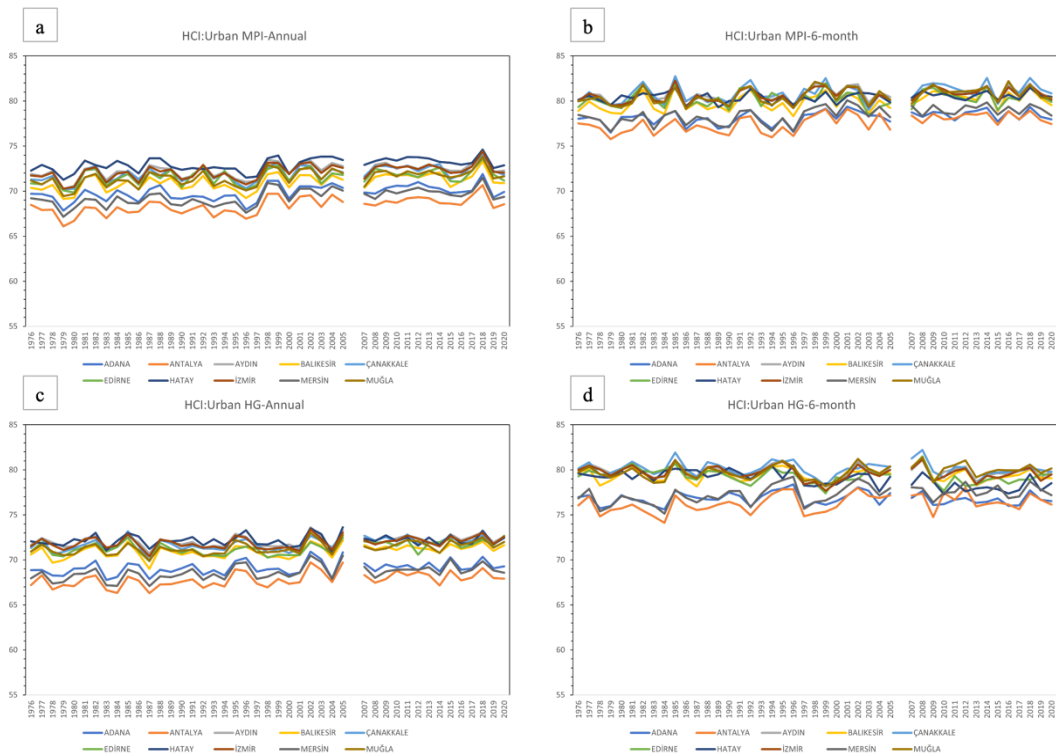 a
HCI:Urban MPI-Annual
85
80
75
70
65
60
55
1976 1977 1978 1979 1980 1981 1982 1983 1984 1985 1986 1987 1988 1989 1990 1991 1992 1993 1994 1995 1996 1997 1998 1999 2000 2001 2002 2003 2004 2005 2007 2008 2009 2010 2011 2012 2013 2014 2015 2016 2017 2018 2019 2020
ADANA ANTALYA AYDIN BALIKESİR ÇANAKKALE
EDİRNE HATAY İZMİR MERSİN MUĞLA
b
HCI:Urban MPI-6-month
85
80
75
70
65
60
55
1976 1977 1978 1979 1980 1981 1982 1983 1984 1985 1986 1987 1988 1989 1990 1991 1992 1993 1994 1995 1996 1997 1998 1999 2000 2001 2002 2003 2004 2005 2007 2008 2009 2010 2011 2012 2013 2014 2015 2016 2017 2018 2019 2020
ADANA ANTALYA AYDIN BALIKESİR ÇANAKKALE
EDİRNE HATAY İZMİR MERSİN MUĞLA
c
HCI:Urban HG-Annual
85
80
75
70
65
60
55
1976 1977 1978 1979 1980 1981 1982 1983 1984 1985 1986 1987 1988 1989 1990 1991 1992 1993 1994 1995 1996 1997 1998 1999 2000 2001 2002 2003 2004 2005 2007 2008 2009 2010 2011 2012 2013 2014 2015 2016 2017 2018 2019 2020
ADANA ANTALYA AYDIN BALIKESİR ÇANAKKALE
EDİRNE HATAY İZMİR MERSİN MUĞLA
d
HCI:Urban HG-6-month
85
80
75
70
65
60
55
1976 1977 1978 1979 1980 1981 1982 1983 1984 1985 1986 1987 1988 1989 1990 1991 1992 1993 1994 1995 1996 1997 1998 1999 2000 2001 2002 2003 2004 2005 2007 2008 2009 2010 2011 2012 2013 2014 2015 2016 2017 2018 2019 2020
ADANA ANTALYA AYDIN BALIKESİR ÇANAKKALE
EDİRNE HATAY İZMİR MERSİN MUĞLA